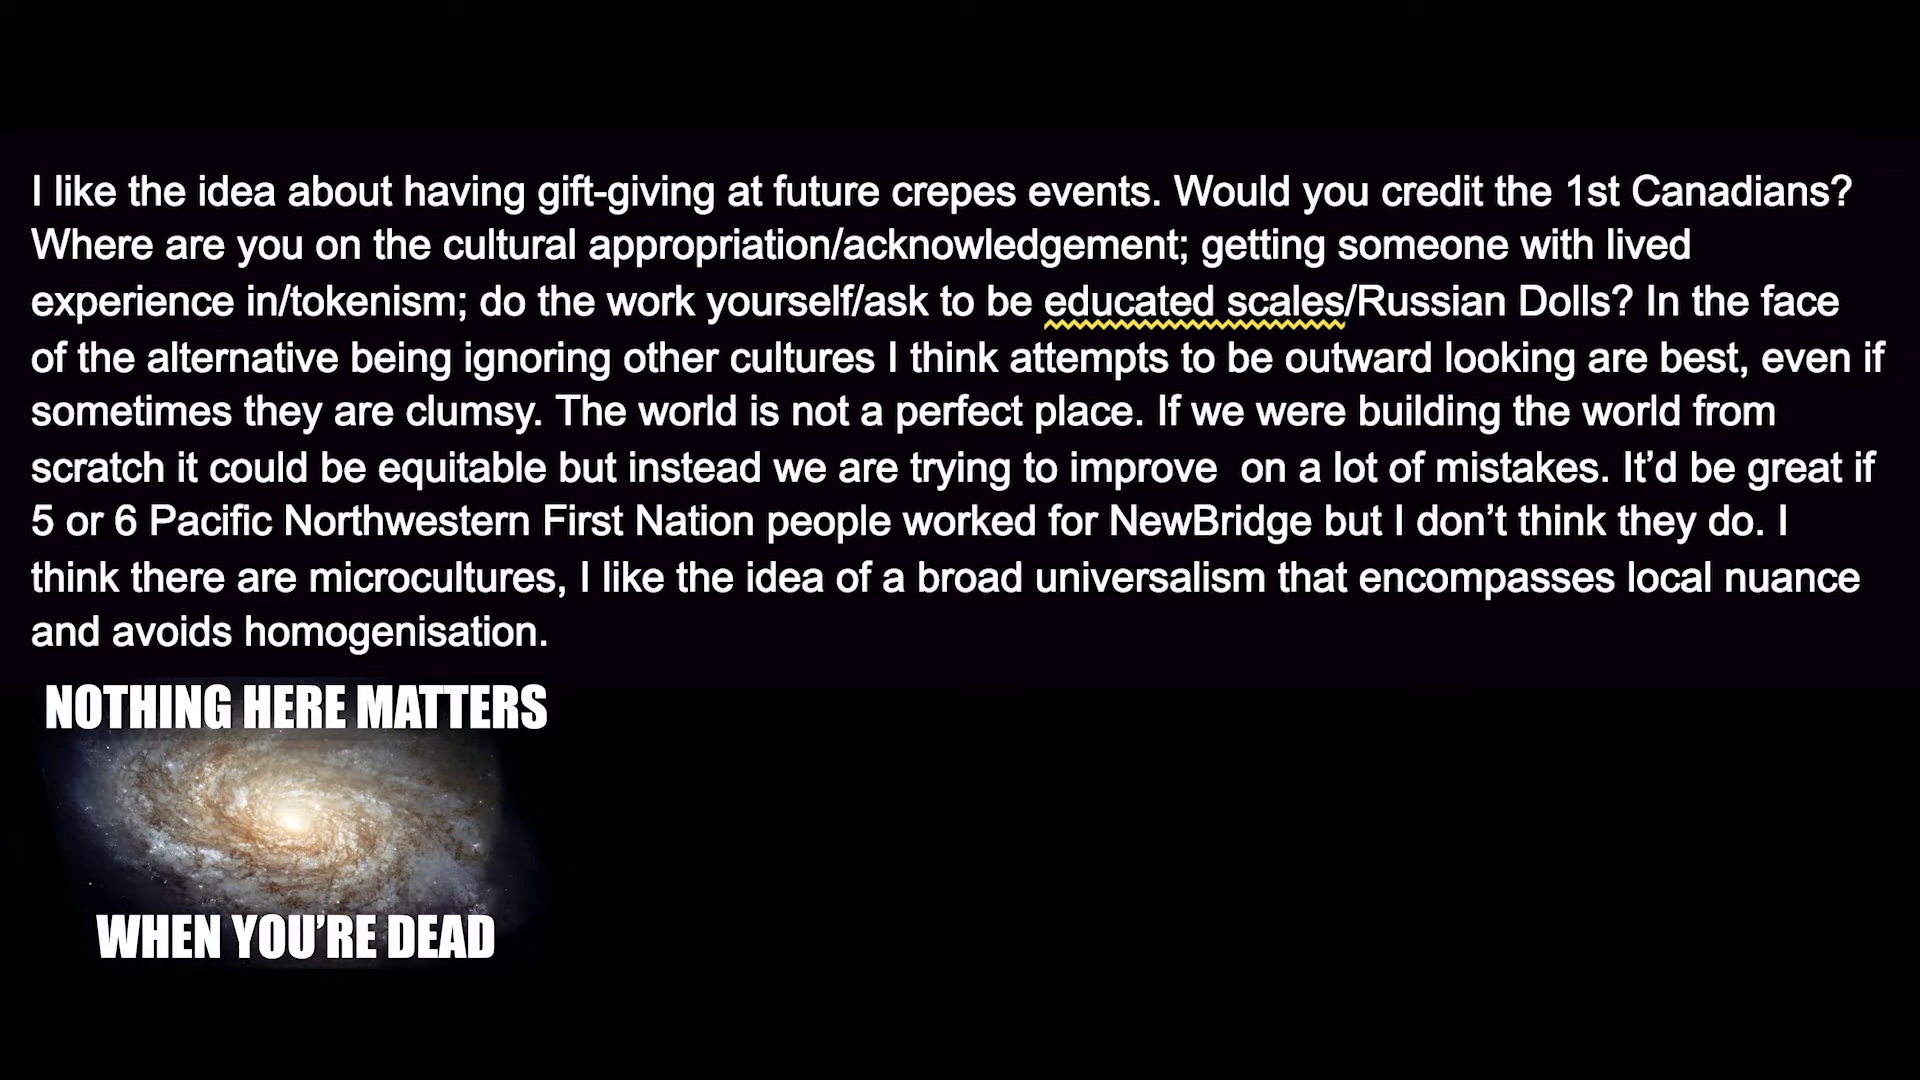 I like the idea about having gift-giving at future crepes events. Would you credit the 1st Canadians?
Where are you on the cultural appropriation/acknowledgement; getting someone with lived
experience in/tokenism; do the work yourself/ask to be educated scales/Russian Dolls? In the face
of the alternative being ignoring other cultures I think attempts to be outward looking are best, even if
sometimes they are clumsy. The world is not a perfect place. If we were building the world from
scratch it could be equitable but instead we are trying to improve  on a lot of mistakes. It’d be great if
5 or 6 Pacific Northwestern First Nation people worked for NewBridge but I don’t think they do. I
think there are microcultures, I like the idea of a broad universalism that encompasses local nuance
and avoids homogenisation.
NOTHING HERE MATTERS
WHEN YOU’RE DEAD